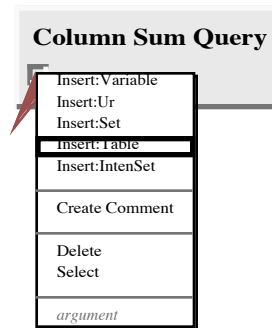 Column Sum Query
Insert:Variable
Insert:Ur
Insert:Set
Insert:Table
Insert:IntenSet
Create Comment
Delete
Select
argument